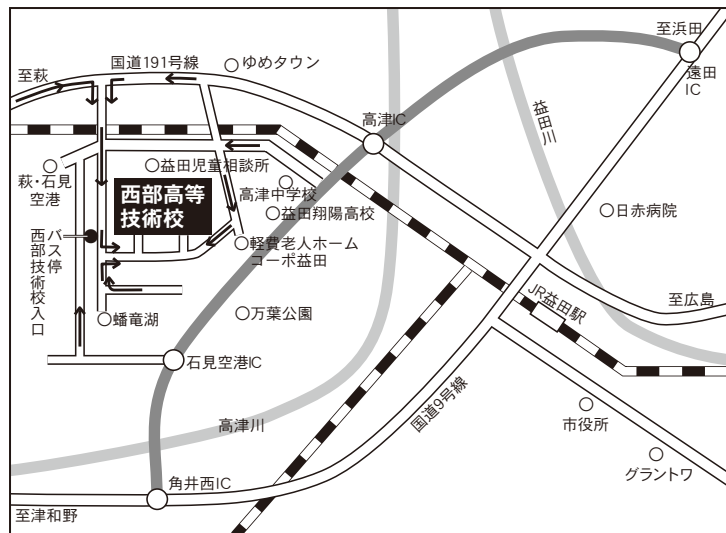 至浜田
国道191号線
ゆめタウン
至萩
遠田
IC
益田川
高津IC
益田児童相談所
萩・石見
空港
西部高等
技術校
高津中学校
益田翔陽高校
日赤病院
バス停
西部技術校入口
軽費老人ホーム
コーポ益田
JR益田駅
至広島
蟠竜湖
万葉公園
石見空港IC
国道9号線
高津川
市役所
グラントワ
角井西IC
至津和野